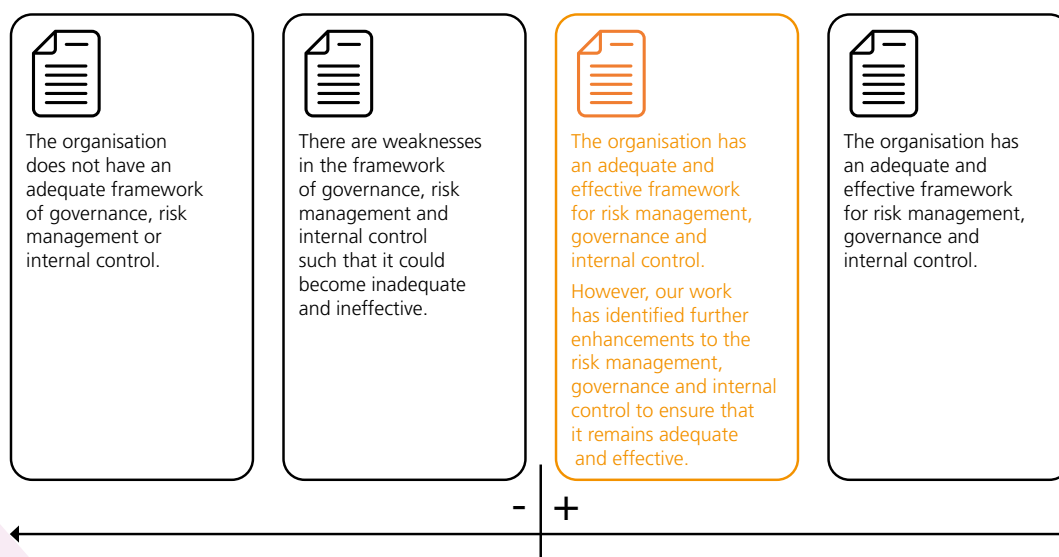 The organisation
does not have an
adequate framework
of governance, risk
management or
internal control.
There are weaknesses
in the framework
of governance, risk
management and
internal control
such that it could
become inadequate
and ineffective.
The organisation has
an adequate and
effective framework
for risk management,
governance and
internal control.
However, our work
has identified further
enhancements to the
risk management,
governance and internal
control to ensure that
it remains adequate
and effective.
The organisation has
an adequate and
effective framework
for risk management,
governance and
internal control.
- +